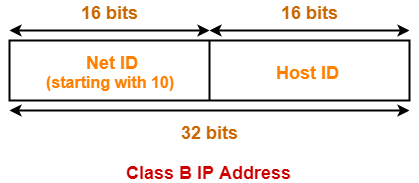 16 bits
16 bits
Net ID
(starting with 10)
Host ID
32 bits
Class B IP Address